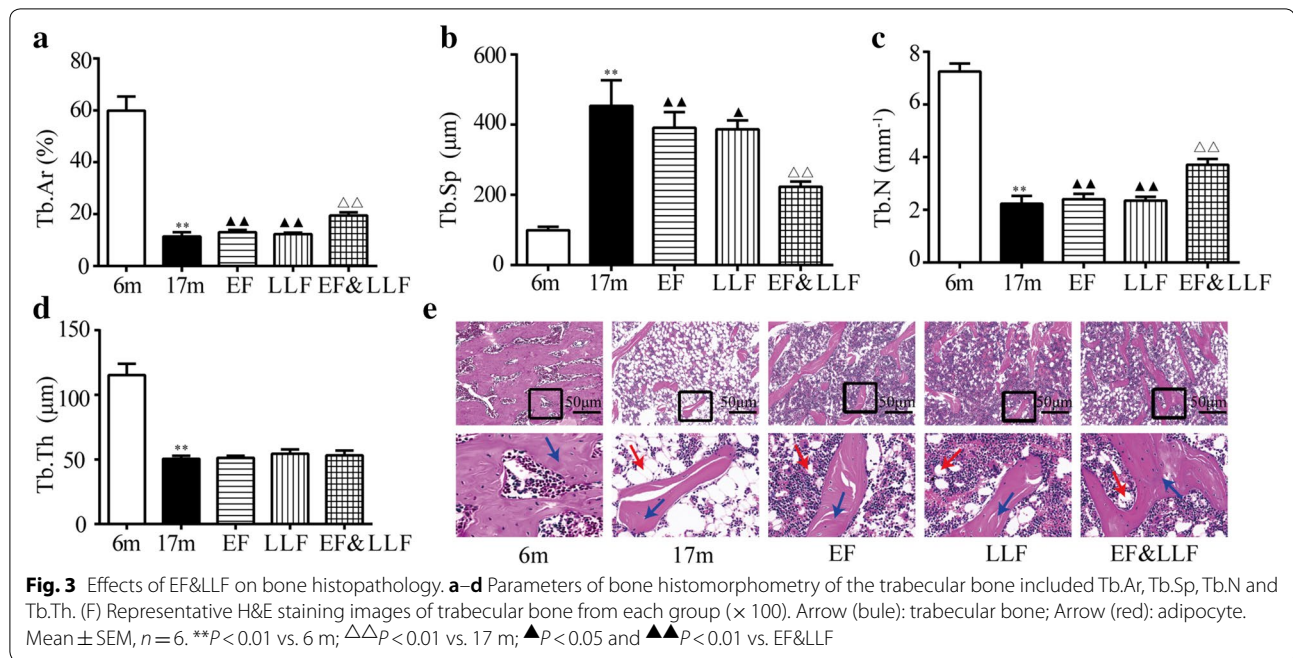 a
Tb.Ar (%)
80
60
40
20
0
**
▲▲
▲▲
△△
6m 17m EF LLF EF&LLF
b
Tb.Sp (μm)
600
400
200
0
**
▲▲
▲
△△
6m 17m EF LLF EF&LLF
c
Tb.N (mm⁻¹)
8
6
4
2
0
**
▲▲
▲▲
△△
6m 17m EF LLF EF&LLF
d
Tb.Th (μm)
150
100
50
0
**
6m 17m EF LLF EF&LLF
e
50μm 50μm 50μm 50μm 50μm
6m 17m EF LLF EF&LLF
Fig. 3 Effects of EF&LLF on bone histopathology. a–d Parameters of bone histomorphometry of the trabecular bone included Tb.Ar, Tb.Sp, Tb.N and
Tb.Th. (F) Representative H&E staining images of trabecular bone from each group (× 100). Arrow (bule): trabecular bone; Arrow (red): adipocyte.
Mean ± SEM, n = 6. **P < 0.01 vs. 6 m; △△P < 0.01 vs. 17 m; ▲P < 0.05 and ▲▲P < 0.01 vs. EF&LLF